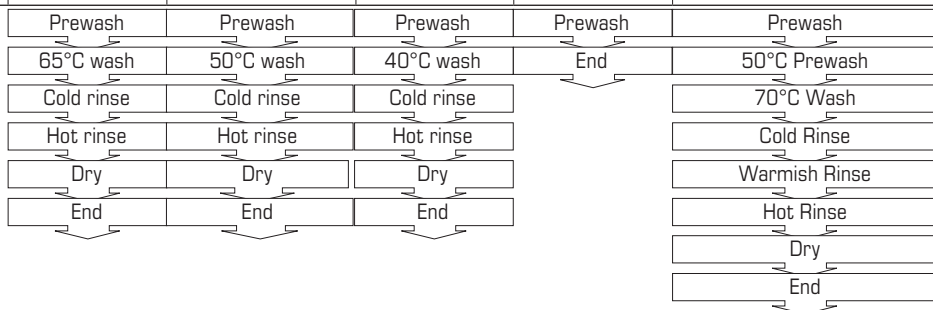 Prewash Prewash Prewash Prewash Prewash
65°C wash 50°C wash 40°C wash End 50°C Prewash
Cold rinse Cold rinse Cold rinse 70°C Wash
Hot rinse Hot rinse Hot rinse Cold Rinse
Dry Dry Dry Warmish Rinse
End End End Hot Rinse
Dry
End